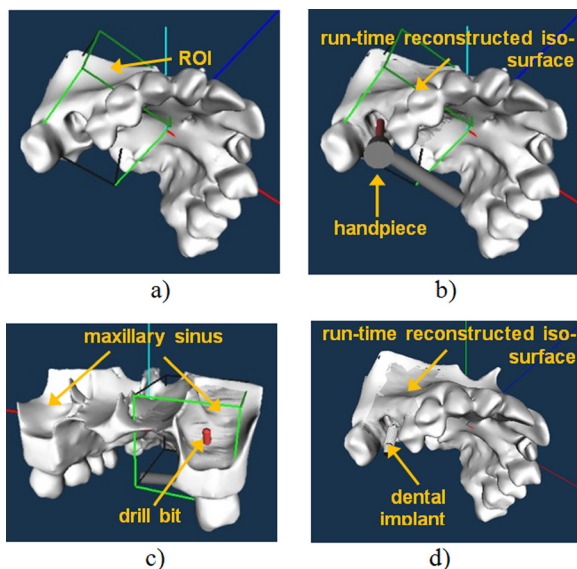 ROI
a)
run-time reconstructed iso-
surface
handpiece
b)
maxillary sinus
drill bit
c)
run-time reconstructed iso-
surface
dental
implant
d)